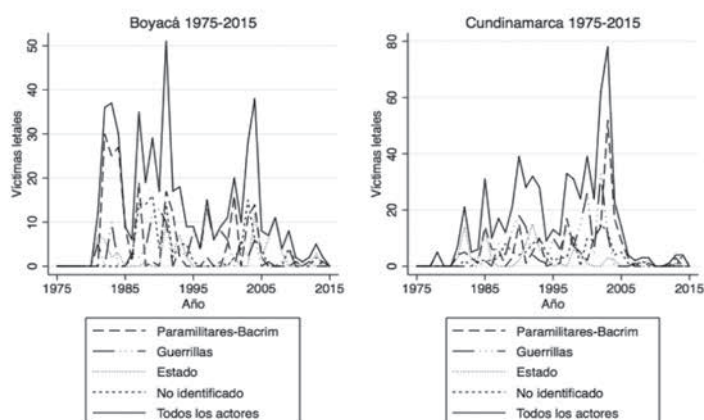 Boyacá 1975-2015
Víctimas letales
50
40
30
20
10
0
1975
1985
1995
2005
2015
Año
Paramilitares-Bacrim
Guerrillas
Estado
No identificado
Todos los actores
Cundinamarca 1975-2015
Víctimas letales
80
60
40
20
0
1975
1985
1995
2005
2015
Año
Paramilitares-Bacrim
Guerrillas
Estado
No identificado
Todos los actores